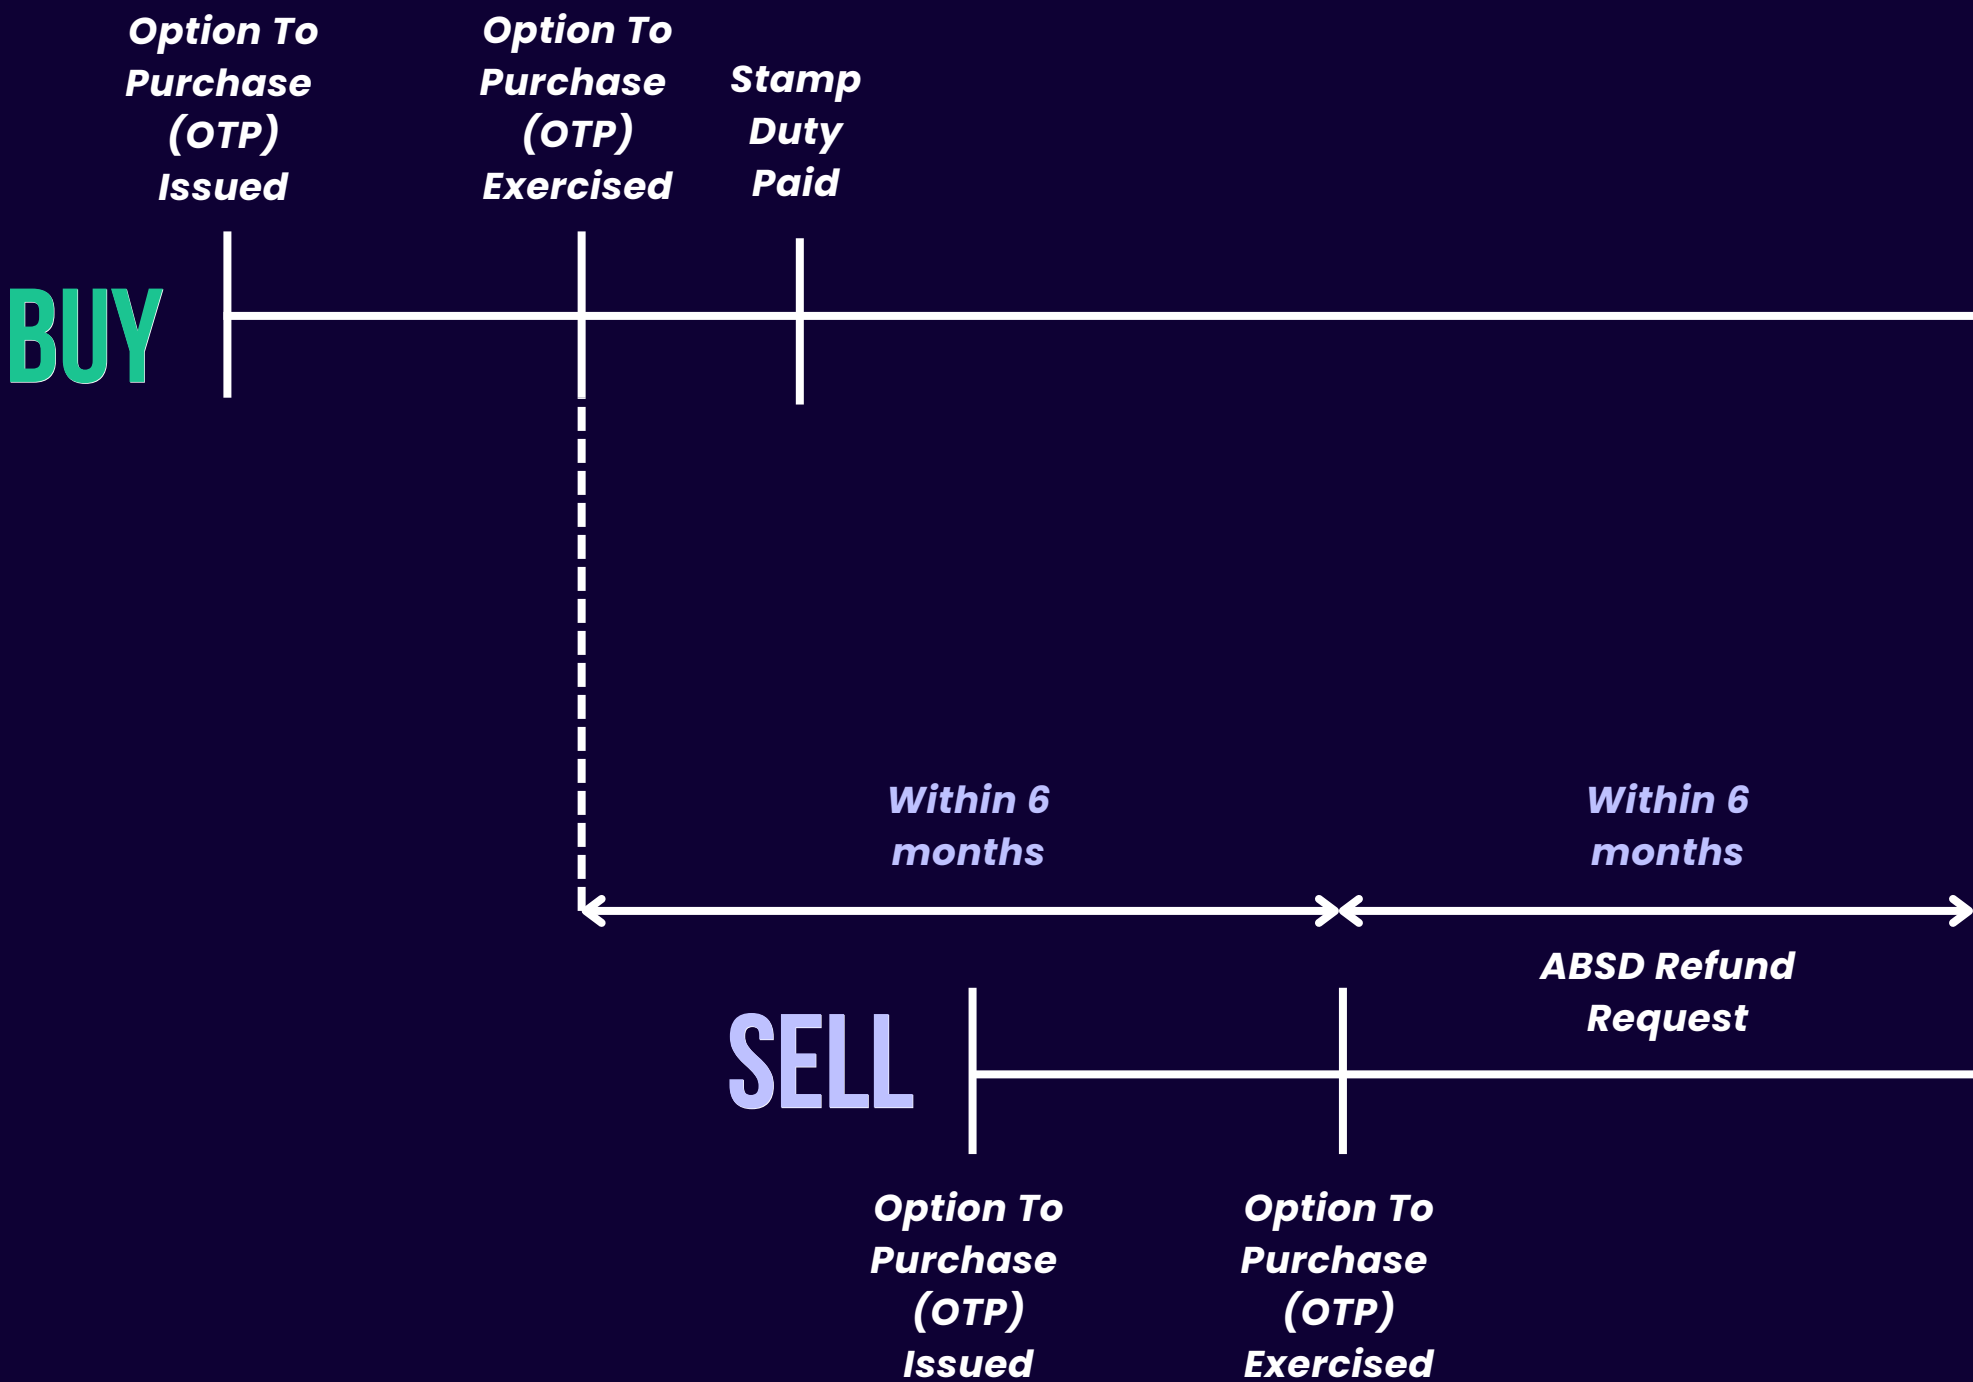 Option To
Purchase
(OTP)
Issued
Option To
Purchase
(OTP)
Exercised
Stamp
Duty
Paid
BUY
Within 6
months
Within 6
months
ABSD Refund
Request
SELL
Option To
Purchase
(OTP)
Issued
Option To
Purchase
(OTP)
Exercised